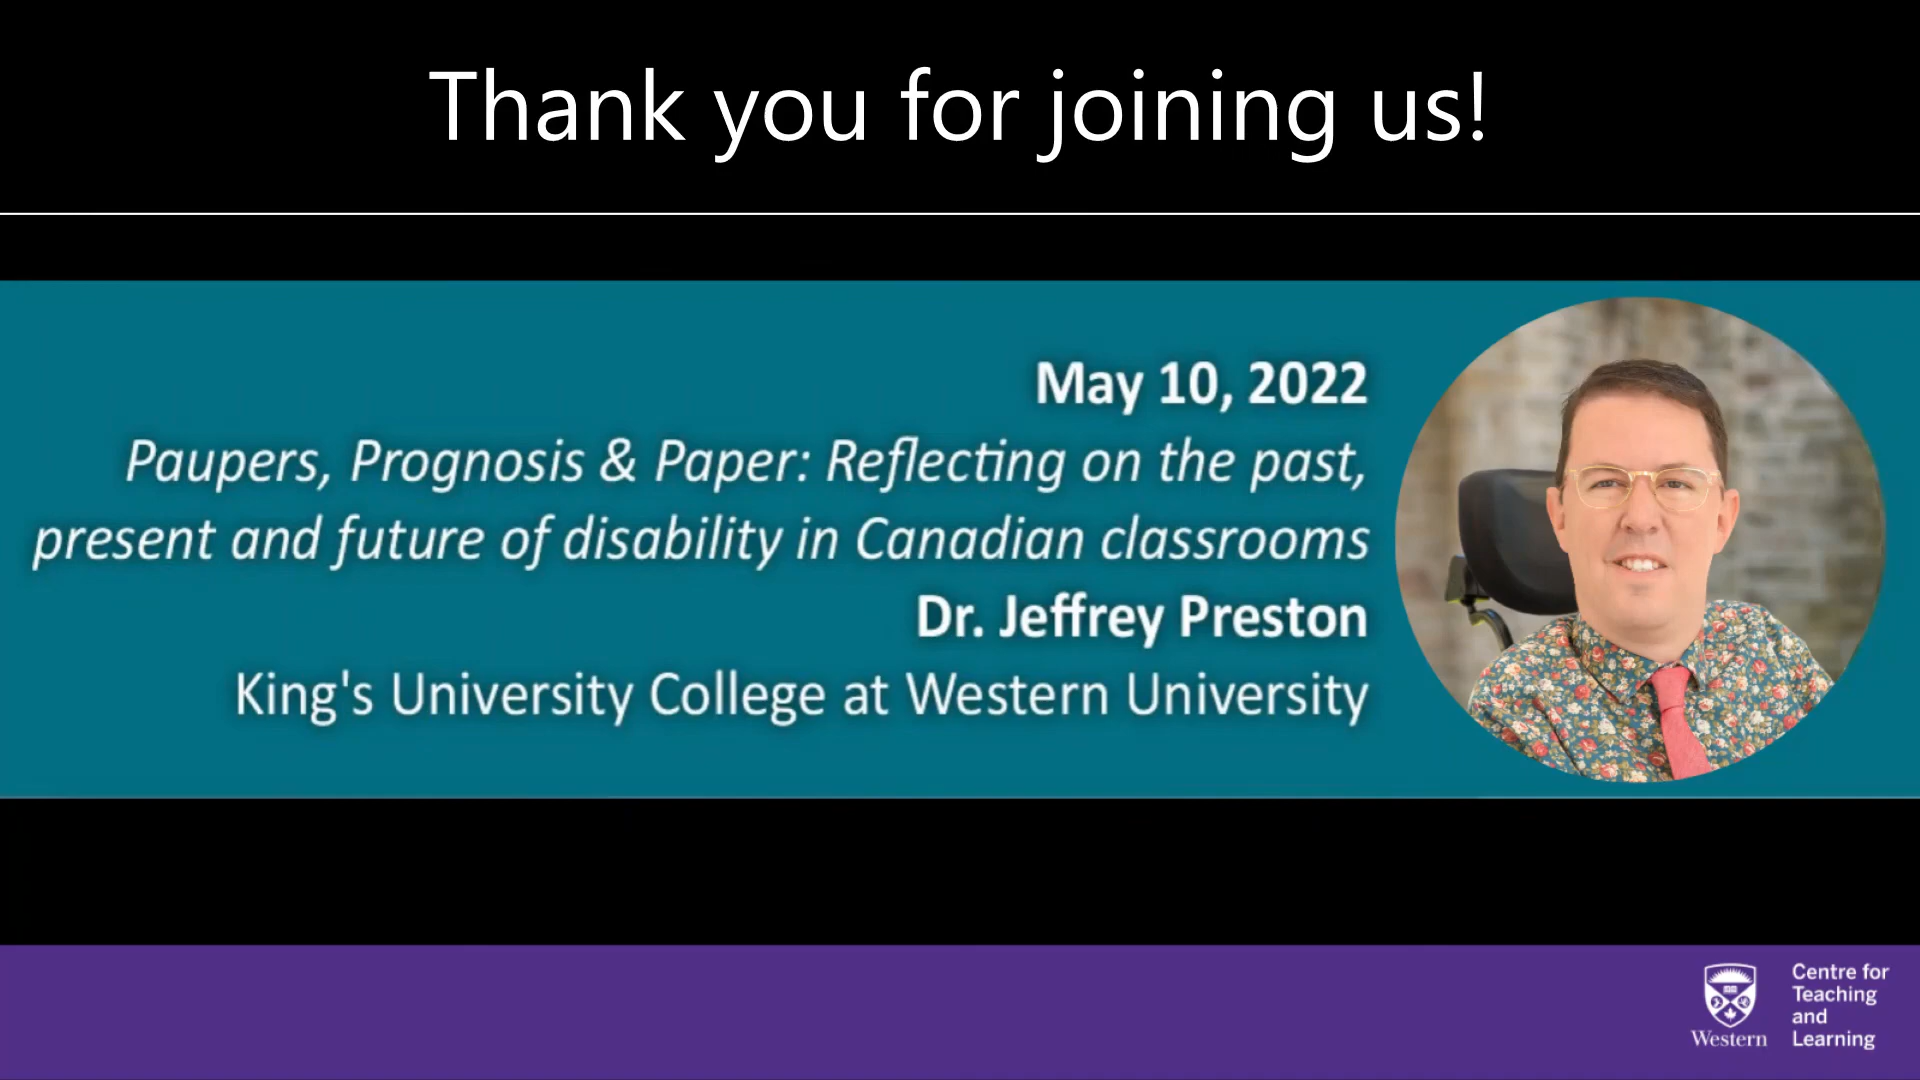 Thank you for joining us!
May 10, 2022
Paupers, Prognosis & Paper: Reflecting on the past,
present and future of disability in Canadian classrooms
Dr. Jeffrey Preston
King's University College at Western University
Western
Centre for
Teaching
and
Learning